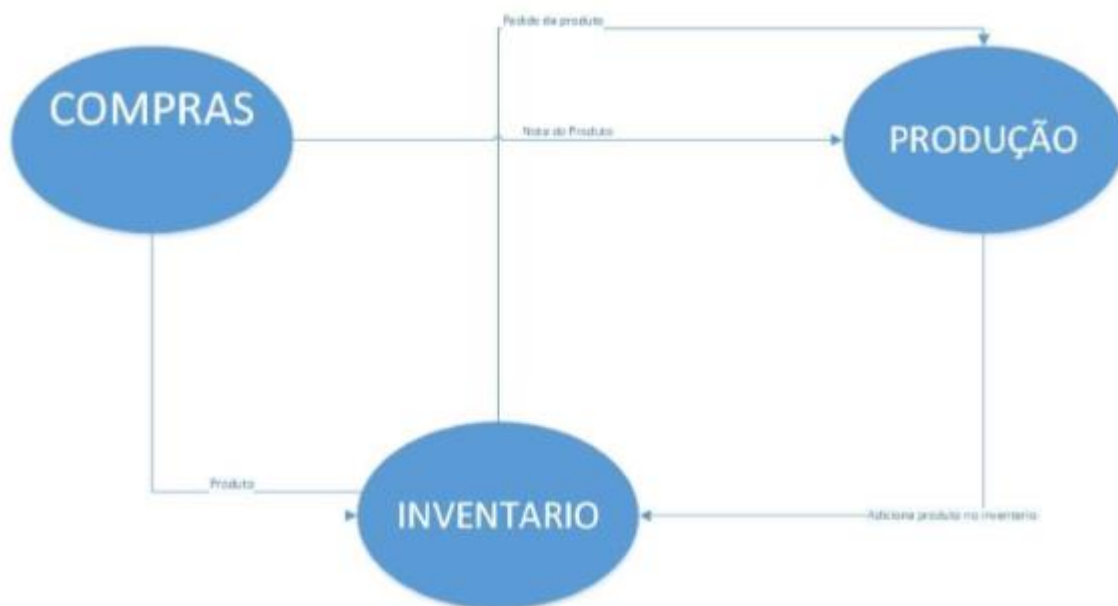 Pedido de produto
COMPRAS
Nota do Produto
PRODUÇÃO
Produto
INVENTARIO
Adiciona produto no inventario